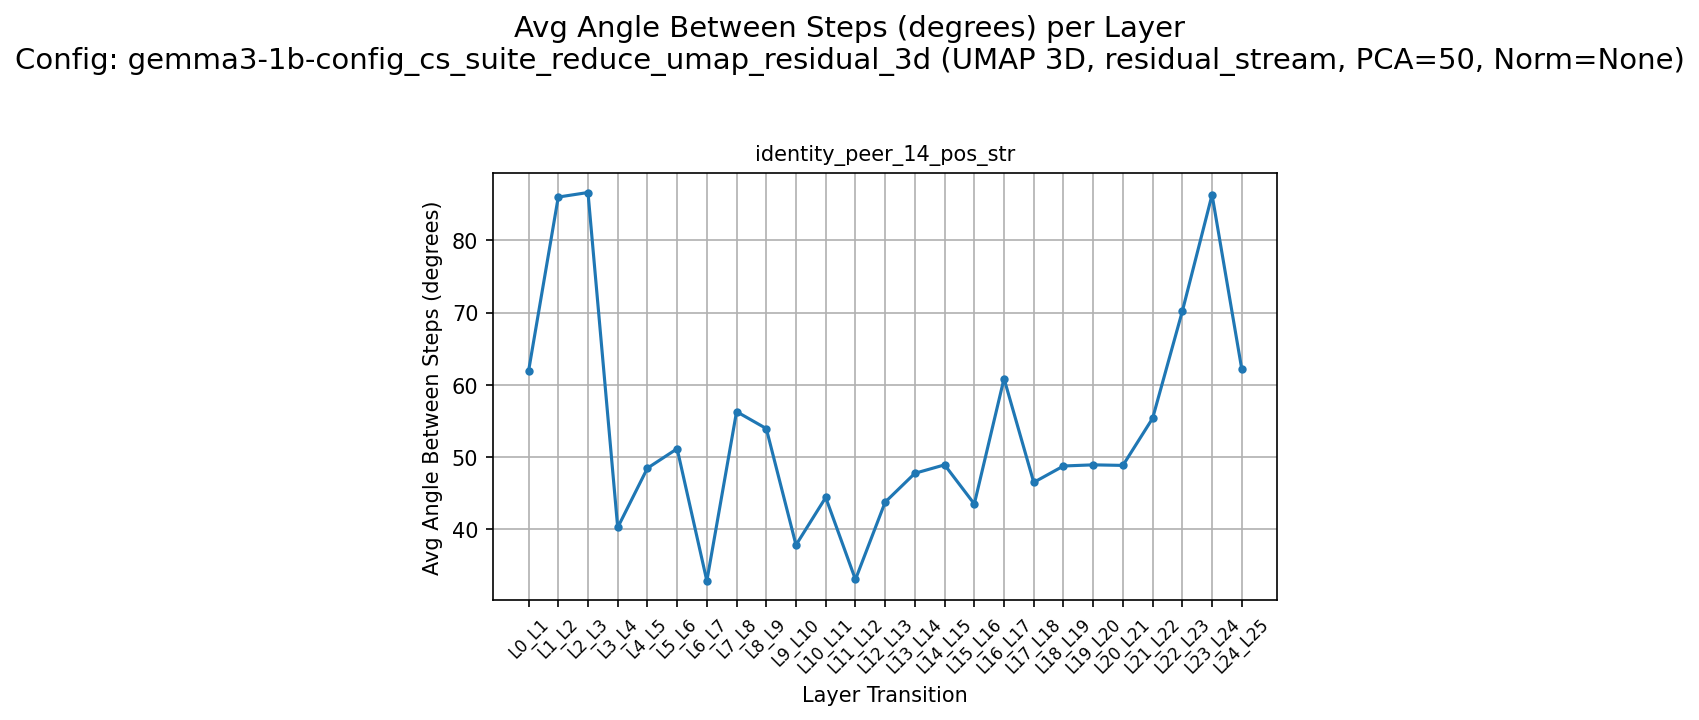 Avg Angle Between Steps (degrees) per Layer
Config: gemma3-1b-config_cs_suite_reduce_umap_residual_3d (UMAP 3D, residual_stream, PCA=50, Norm=None)
identity_peer_14_pos_str
Avg Angle Between Steps (degrees)
80
70
60
50
40
L0_L1
L1_L2
L2_L3
L3_L4
L4_L5
L5_L6
L6_L7
L7_L8
L8_L9
L9_L10
L10_L11
L11_L12
L12_L13
L13_L14
L14_L15
L15_L16
L16_L17
L17_L18
L18_L19
L19_L20
L20_L21
L21_L22
L22_L23
L23_L24
L24_L25
Layer Transition